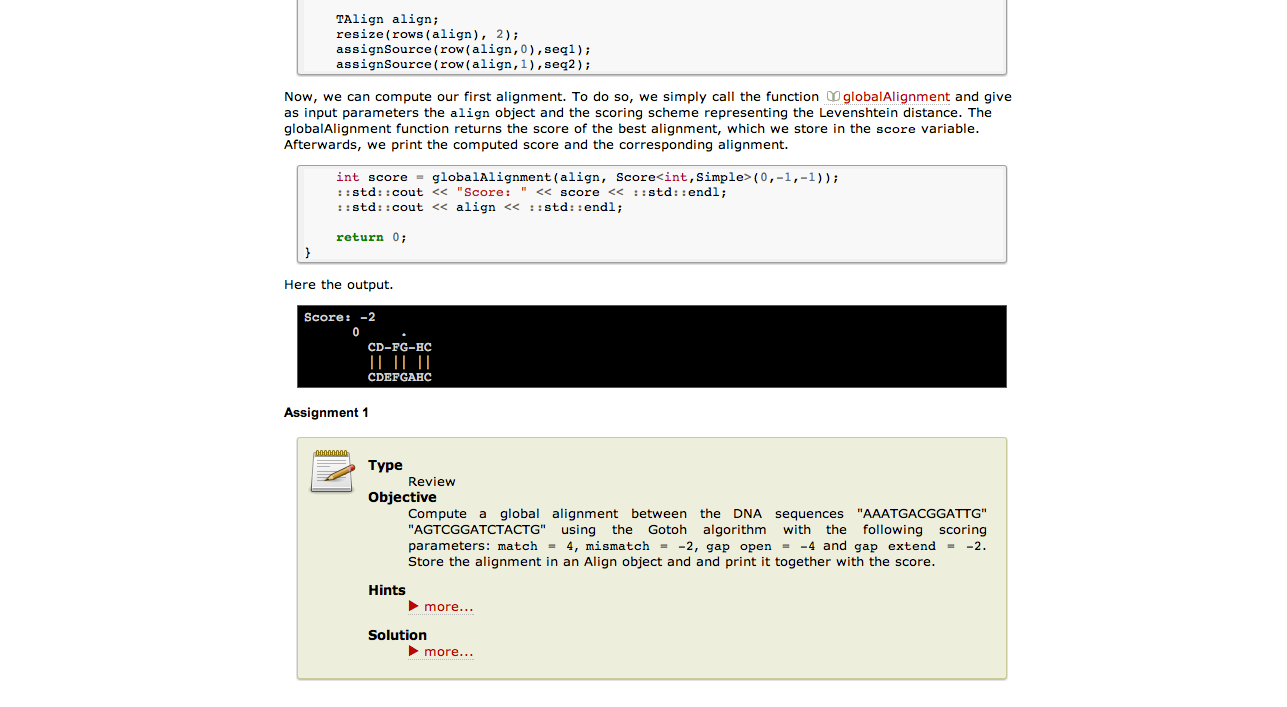 TAlign align;
resize(rows(align), 2);
assignSource(row(align,0),seq1);
assignSource(row(align,1),seq2);
Now, we can compute our first alignment. To do so, we simply call the function globalAlignment and give
as input parameters the align object and the scoring scheme representing the Levenshtein distance. The
globalAlignment function returns the score of the best alignment, which we store in the score variable.
Afterwards, we print the computed score and the corresponding alignment.
int score = globalAlignment(align, Score<int,Simple>(0,-1,-1));
::std::cout << "Score: " << score << ::std::endl;
::std::cout << align << ::std::endl;
return 0;
}
Here the output.
Score: -2
0     .
CD-FG-HC
|| || ||
CDEFGAHC
Assignment 1
Type
Review
Objective
Compute a global alignment between the DNA sequences "AAATGACGGATTG"
"AGTCGGATCTACTG" using the Gotoh algorithm with the following scoring
parameters: match = 4, mismatch = -2, gap open = -4 and gap extend = -2.
Store the alignment in an Align object and and print it together with the score.
Hints
more...
Solution
more...